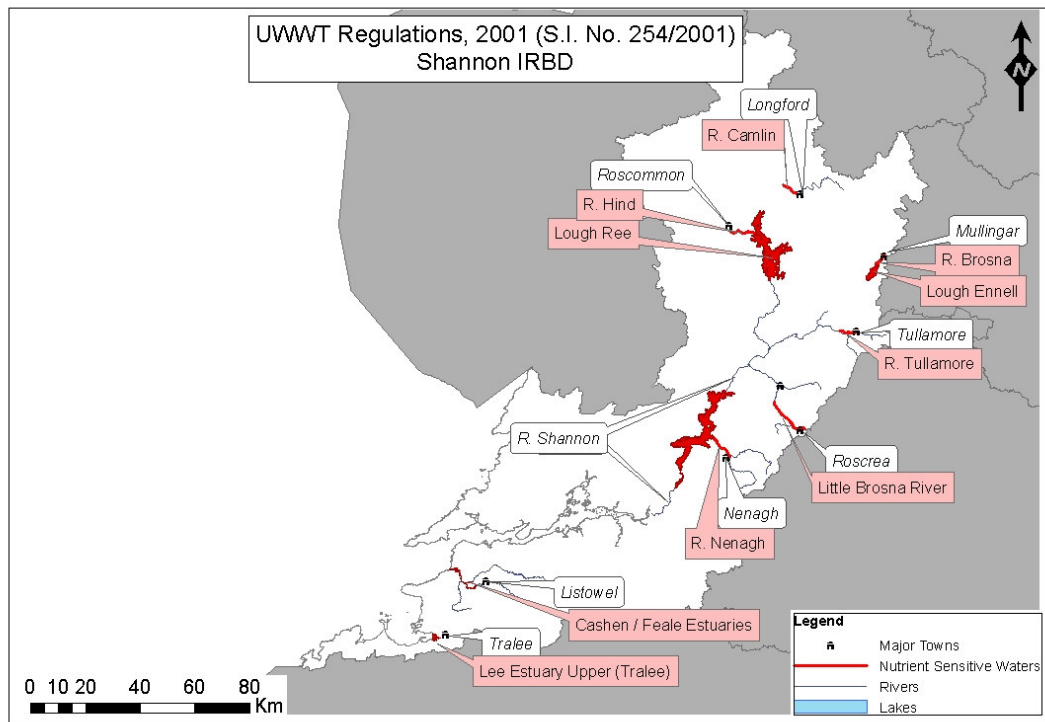 UWWT Regulations, 2001 (S.I. No. 254/2001)
Shannon IRBD
N
Longford
R. Camlin
Roscommon
R. Hind
Lough Ree
Mullingar
R. Brosna
Lough Ennell
Tullamore
R. Tullamore
R. Shannon
Roscrea
Little Brosna River
Nenagh
R. Nenagh
Listowel
Cashen / Feale Estuaries
Tralee
Lee Estuary Upper (Tralee)
0 10 20 40 60 80
Km
Legend
Major Towns
Nutrient Sensitive Waters
Rivers
Lakes